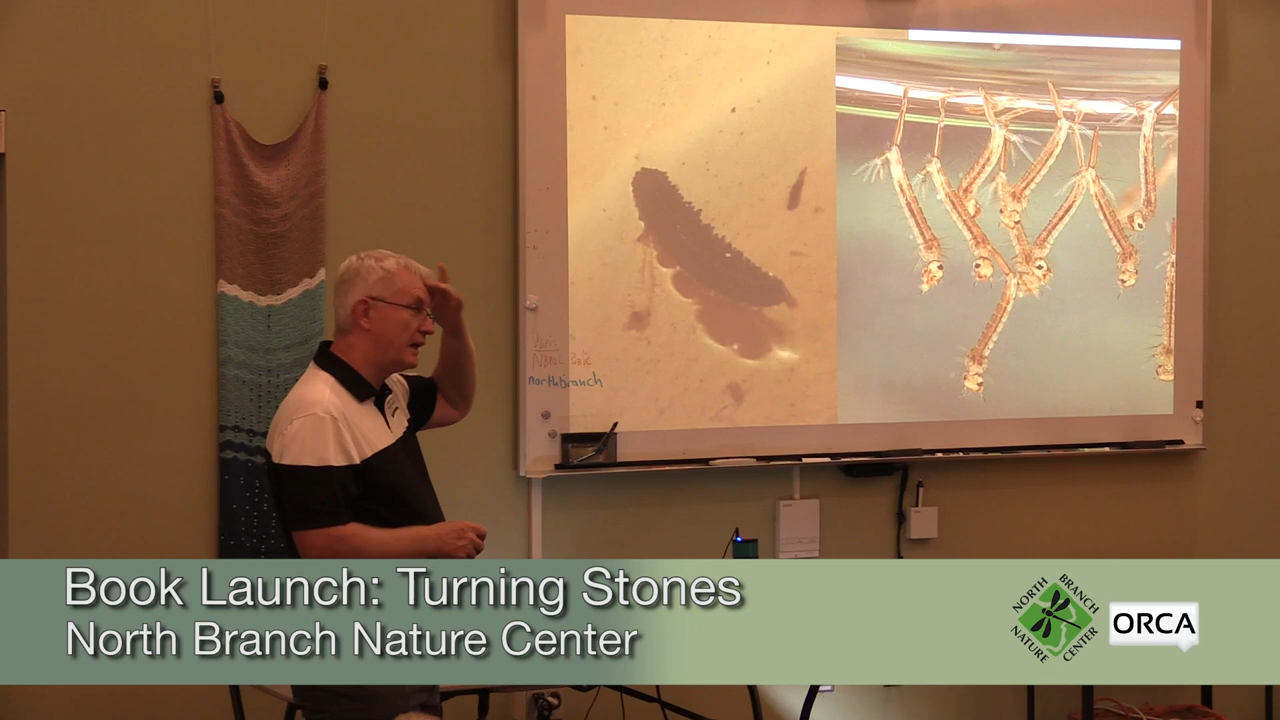 northbranch
Book Launch: Turning Stones
North Branch Nature Center
NORTH BRANCH
NATURE CENTER
ORCA